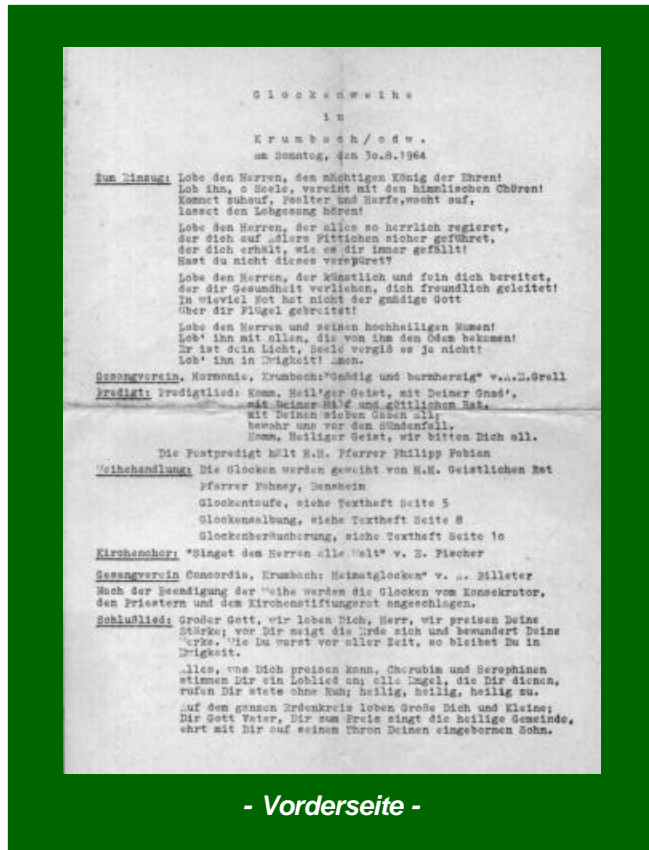 Glockenweihe
in
Krumbach/odw.
am Sonntag, den 30.8.1964
Zum Einzug: Lobe den Herren, den mächtigen König der Ehren!
Lob ihn, o Seele, vereint mit den himmlischen Chören!
Kommet zuhauf, Psalter und Harfe,wacht auf,
lasset den Lobgesang hören!
Lobe den Herren, der alles so herrlich regieret,
der dich auf Adlers Fittichen sicher geführet,
der dich erhält, wie es dir immer gefällt!
Hast du nicht dieses verspüret?
Lobe den Herren, der künstlich und fein dich bereitet,
der dir Gesundheit verliehen, dich freundlich geleitet!
In wieviel Not hat nicht der gnädige Gott
über dir Flügel gebreitet!
Lobe den Herren und seinen hochheiligen Namen!
Lob' ihn mit allen, die von ihm den Odem bekamen!
Er ist dein Licht, Seele vergiß es ja nicht!
Lob' ihn in Ewigkeit! Amen.
Gesangverein, Harmonie, Krumbach:"Gnädig und barmherzig" v.A.E.Grell
Predigt: Predigtlied: Komm, Heil'ger Geist, mit Deiner Gnad',
mit Deiner Hilf und göttlichen Rat,
mit Deinen sieben Gaben all;
bewahr uns vor dem Sündenfall.
Komm, Heiliger Geist, wir bitten Dich all.
Die Festpredigt hält H.H. Pfarrer Philipp Fabian
Weihehandlung: Die Glocken werden geweiht von H.H. Geistlichen Rat
Pfarrer Fahney, Bensheim
Glockentaufe, siehe Textheft Seite 5
Glockensalbung, siehe Textheft Seite 8
Glockenberäucherung, siehe Textheft Seite 10
Kirchenchor: "Singet dem Herren alle Welt" v. E. Fischer
Gesangverein Concordia, Krumbach: Heimatglocken" v. A. Billeter
Nach der Beendigung der Weihe werden die Glocken vom Konsekrator,
den Priestern und dem Kirchenstiftungsrat angeschlagen.
Schlußlied: Großer Gott, wir loben Dich, Herr, wir preisen Deine
Stärke; vor Dir neigt die Erde sich und bewundert Deine
Werke. Wie Du warst vor aller Zeit, so bleibst Du in
Ewigkeit.
Alles, was Dich preisen kann, Cherubim und Seraphinen
stimmen Dir ein Loblied an; alle Engel, die Dir dienen,
rufen Dir stets ohne Ruh; heilig, heilig, heilig zu.
Auf dem ganzen Erdenkreis loben Große Dich und Kleine;
Dir Gott Vater, Dir zum Preis singt die heilige Gemeinde,
ehrt mit Dir auf seinem Thron Deinen eingebornen Sohn.
- Vorderseite -